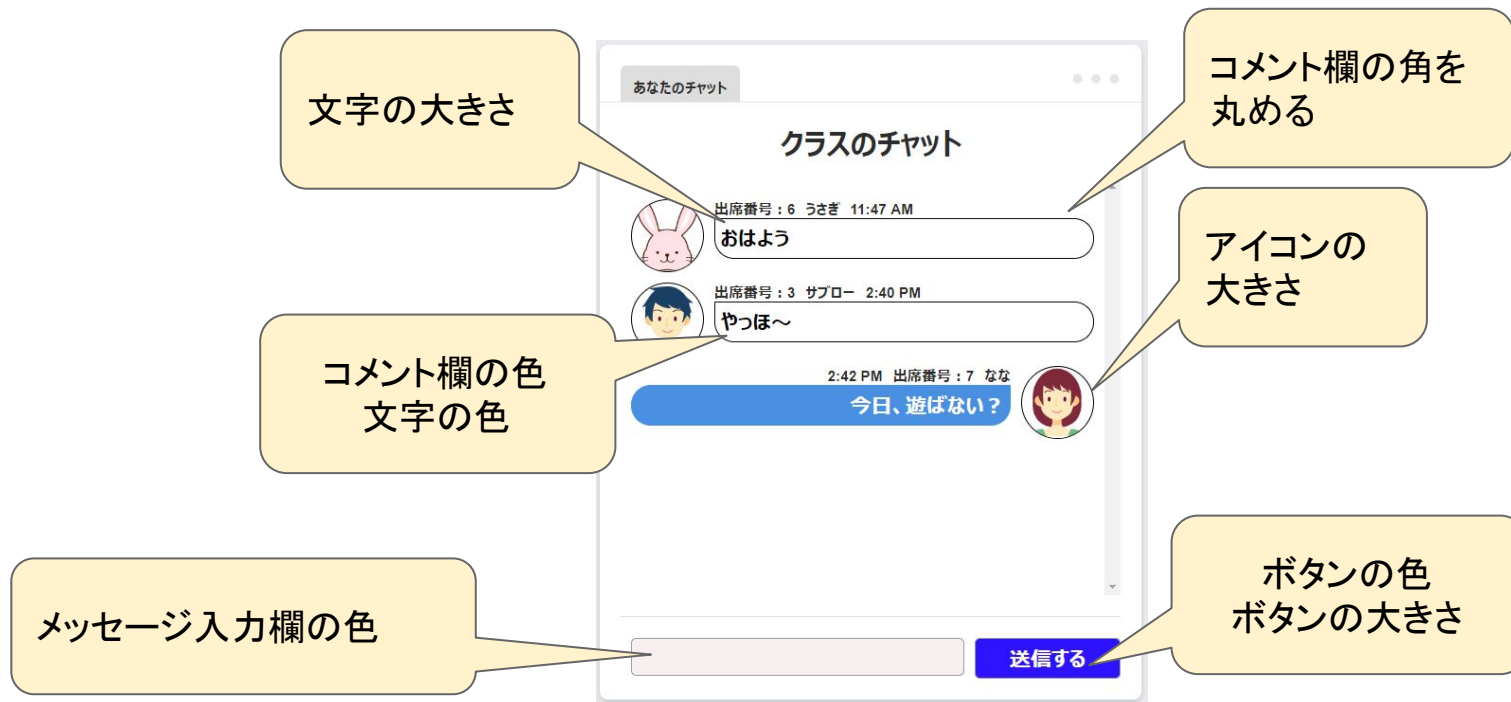 文字の大きさ
コメント欄の角を
丸める
あなたのチャット
クラスのチャット
出席番号：6 うさぎ 11:47 AM
おはよう
アイコンの
大きさ
出席番号：3 サブロー 2:40 PM
やっほ～
コメント欄の色
文字の色
2:42 PM 出席番号：7 なな
今日、遊ばない？
メッセージ入力欄の色
ボタンの色
ボタンの大きさ
送信する